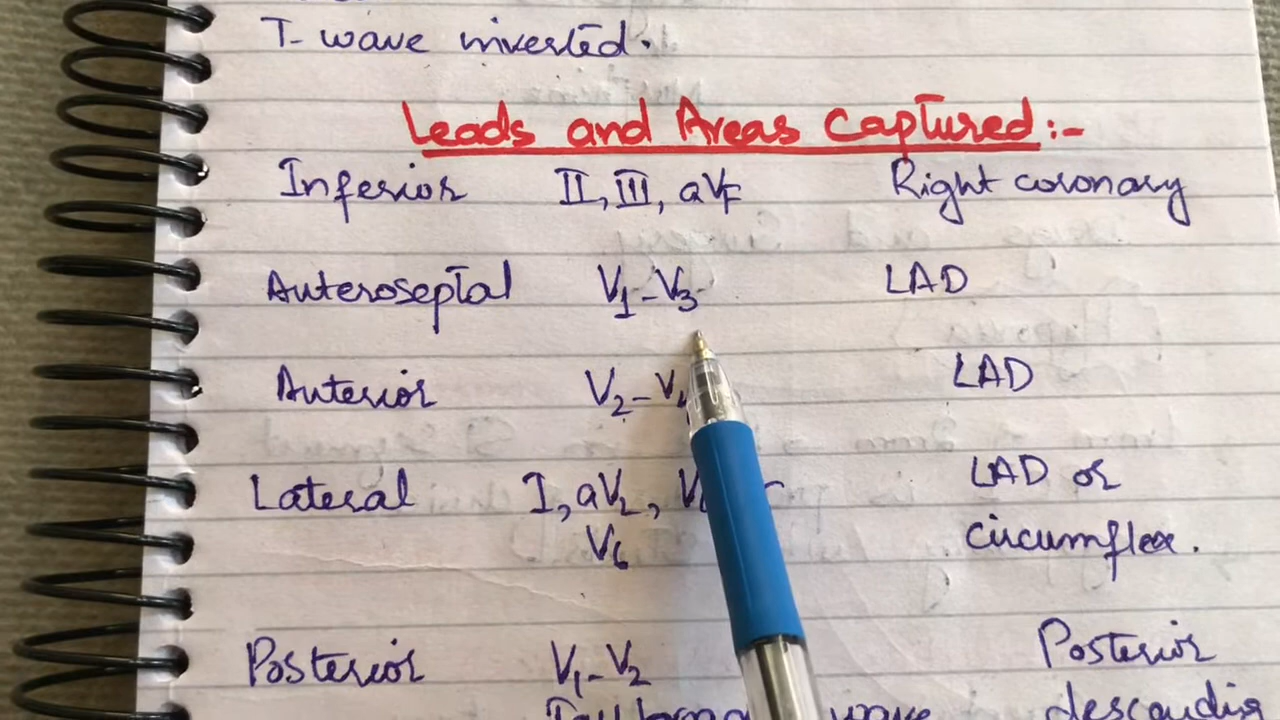 T-wave inverted.
Leads and Areas Captured:-
Inferior II, III, aVF Right coronary
Anteroseptal V1-V3 LAD
Anterior V2- LAD
Lateral I, aVL, LAD or
V6 circumflex.
Posterior V1-V2 Posterior
wave